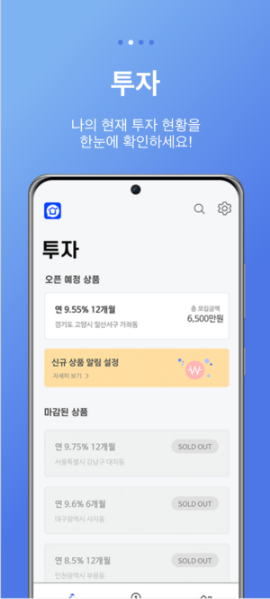 투자
나의 현재 투자 현황을
한눈에 확인하세요!
투자
오픈 예정 상품
연 9.55% 12개월
총 모집금액
경기도 고양시 일산서구 가좌동
6,500만원
신규 상품 알림 설정
자세히 보기 >
₩
마감된 상품
연 9.75% 12개월
SOLD OUT
서울특별시 강남구 대치동
연 9.6% 6개월
SOLD OUT
대구광역시
연 8.5% 12개월
SOLD OUT
인천광역시 부평동